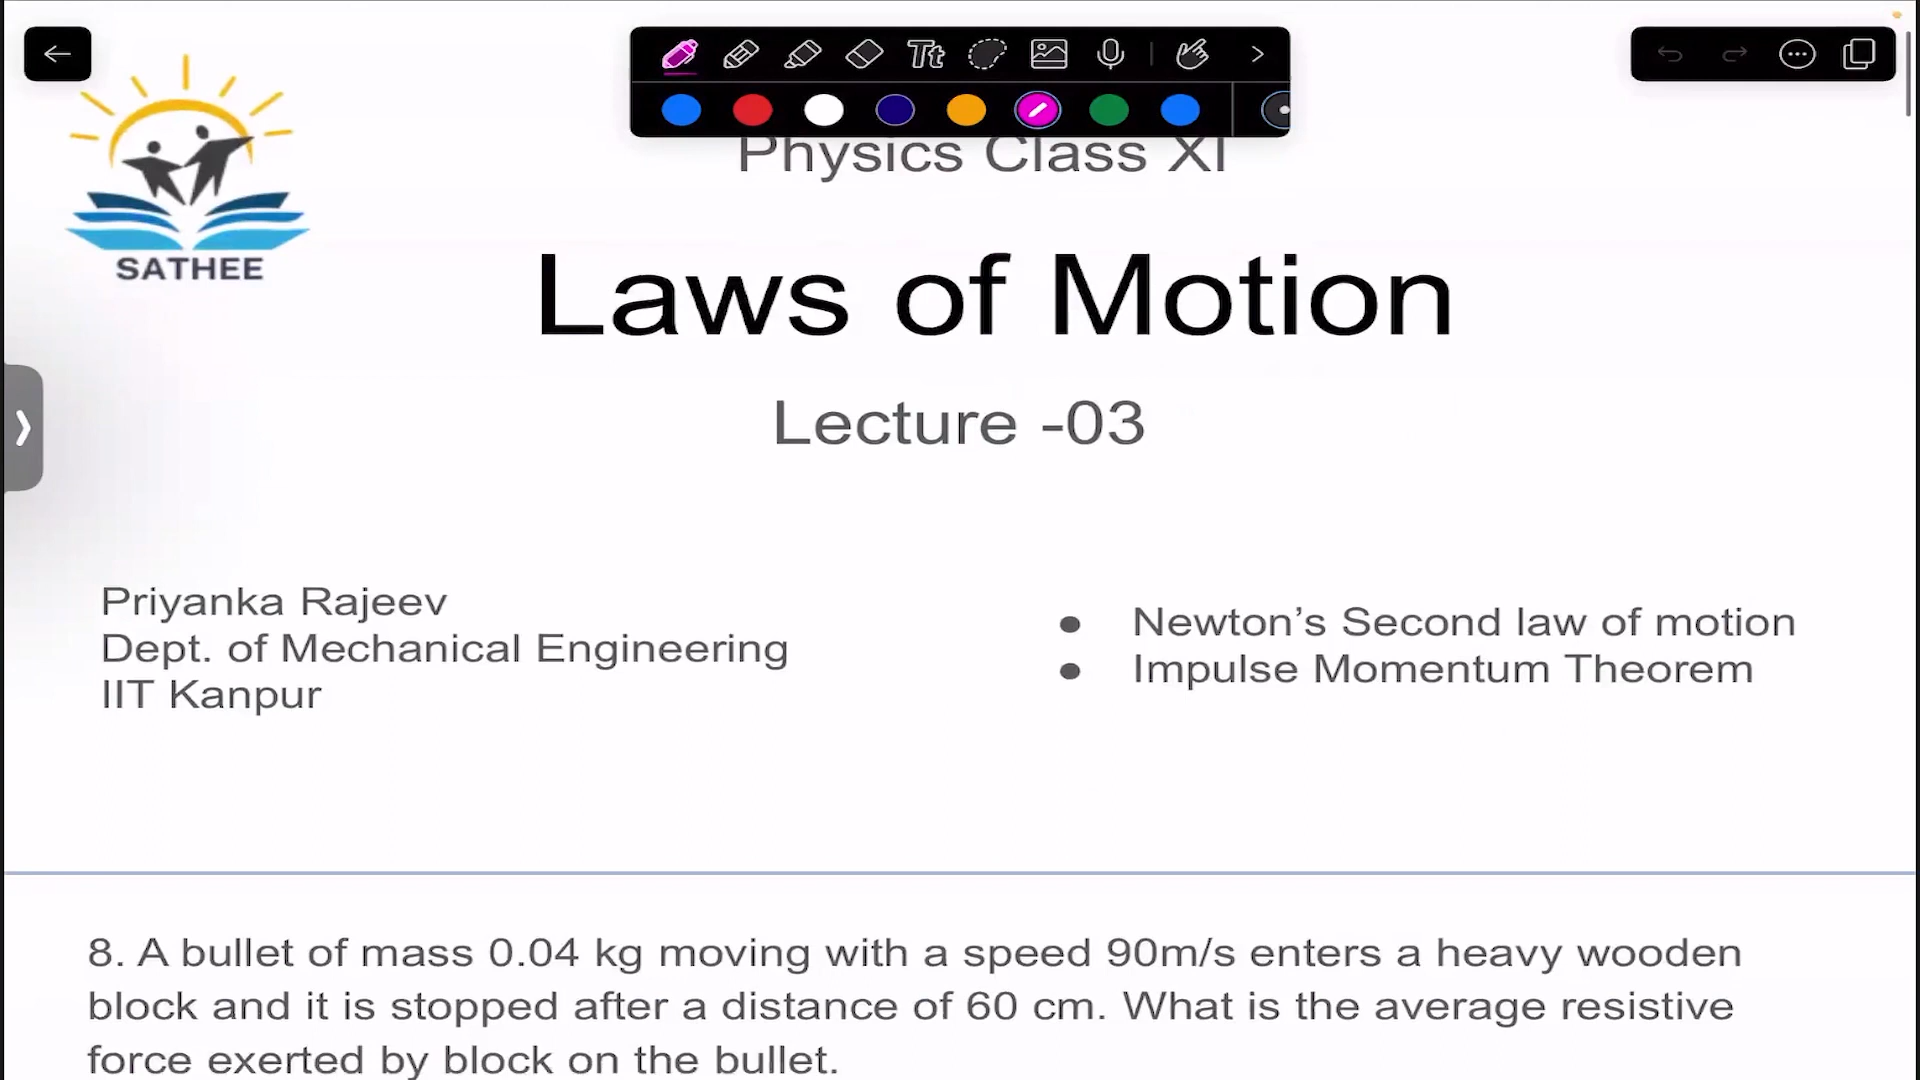 Tt
Physics Class XI
SATHEE
Laws of Motion
Lecture -03
Priyanka Rajeev
Dept. of Mechanical Engineering
IIT Kanpur
● Newton’s Second law of motion
● Impulse Momentum Theorem
8. A bullet of mass 0.04 kg moving with a speed 90m/s enters a heavy wooden
block and it is stopped after a distance of 60 cm. What is the average resistive
force exerted by block on the bullet.